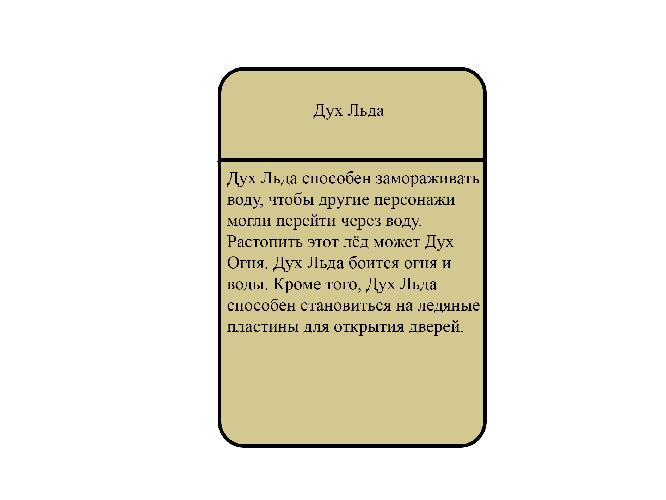 Дух Льда
Дух Льда способен замораживать
воду, чтобы другие персонажи
могли перейти через воду.
Растопить этот лёд может Дух
Огня. Дух Льда боится огня и
воды. Кроме того, Дух Льда
способен становиться на ледяные
пластины для открытия дверей.